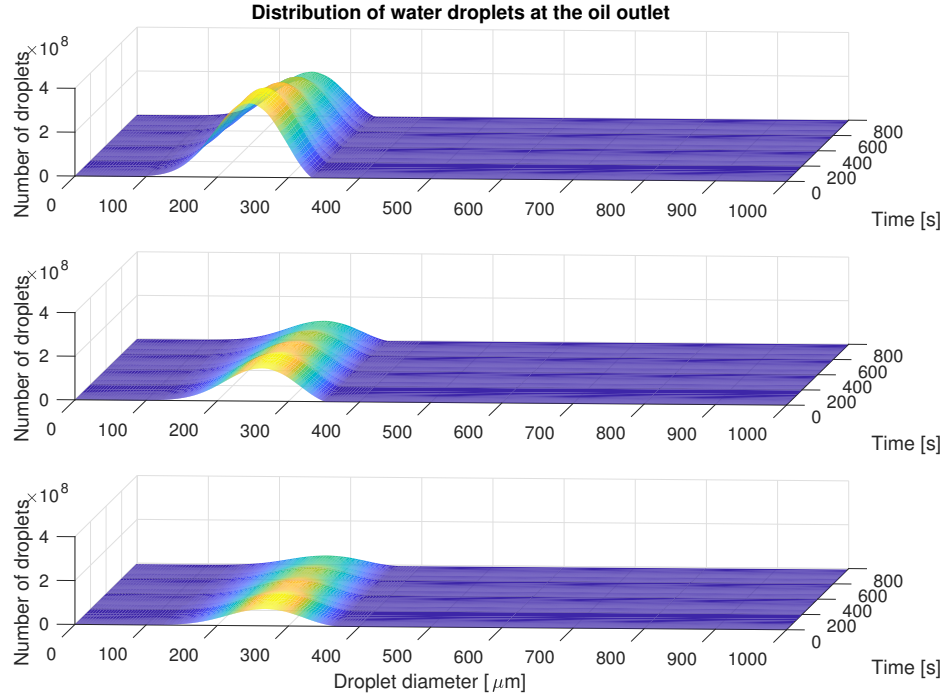 Distribution of water droplets at the oil outlet
×10^8
Number of droplets
4
2
0
0 100 200 300 400 500 600 700 800 900 1000
0 200 400 600 800
Time [s]
×10^8
Number of droplets
4
2
0
0 100 200 300 400 500 600 700 800 900 1000
0 200 400 600 800
Time [s]
×10^8
Number of droplets
4
2
0
0 100 200 300 400 500 600 700 800 900 1000
0 200 400 600 800
Time [s]
Droplet diameter [ μm]